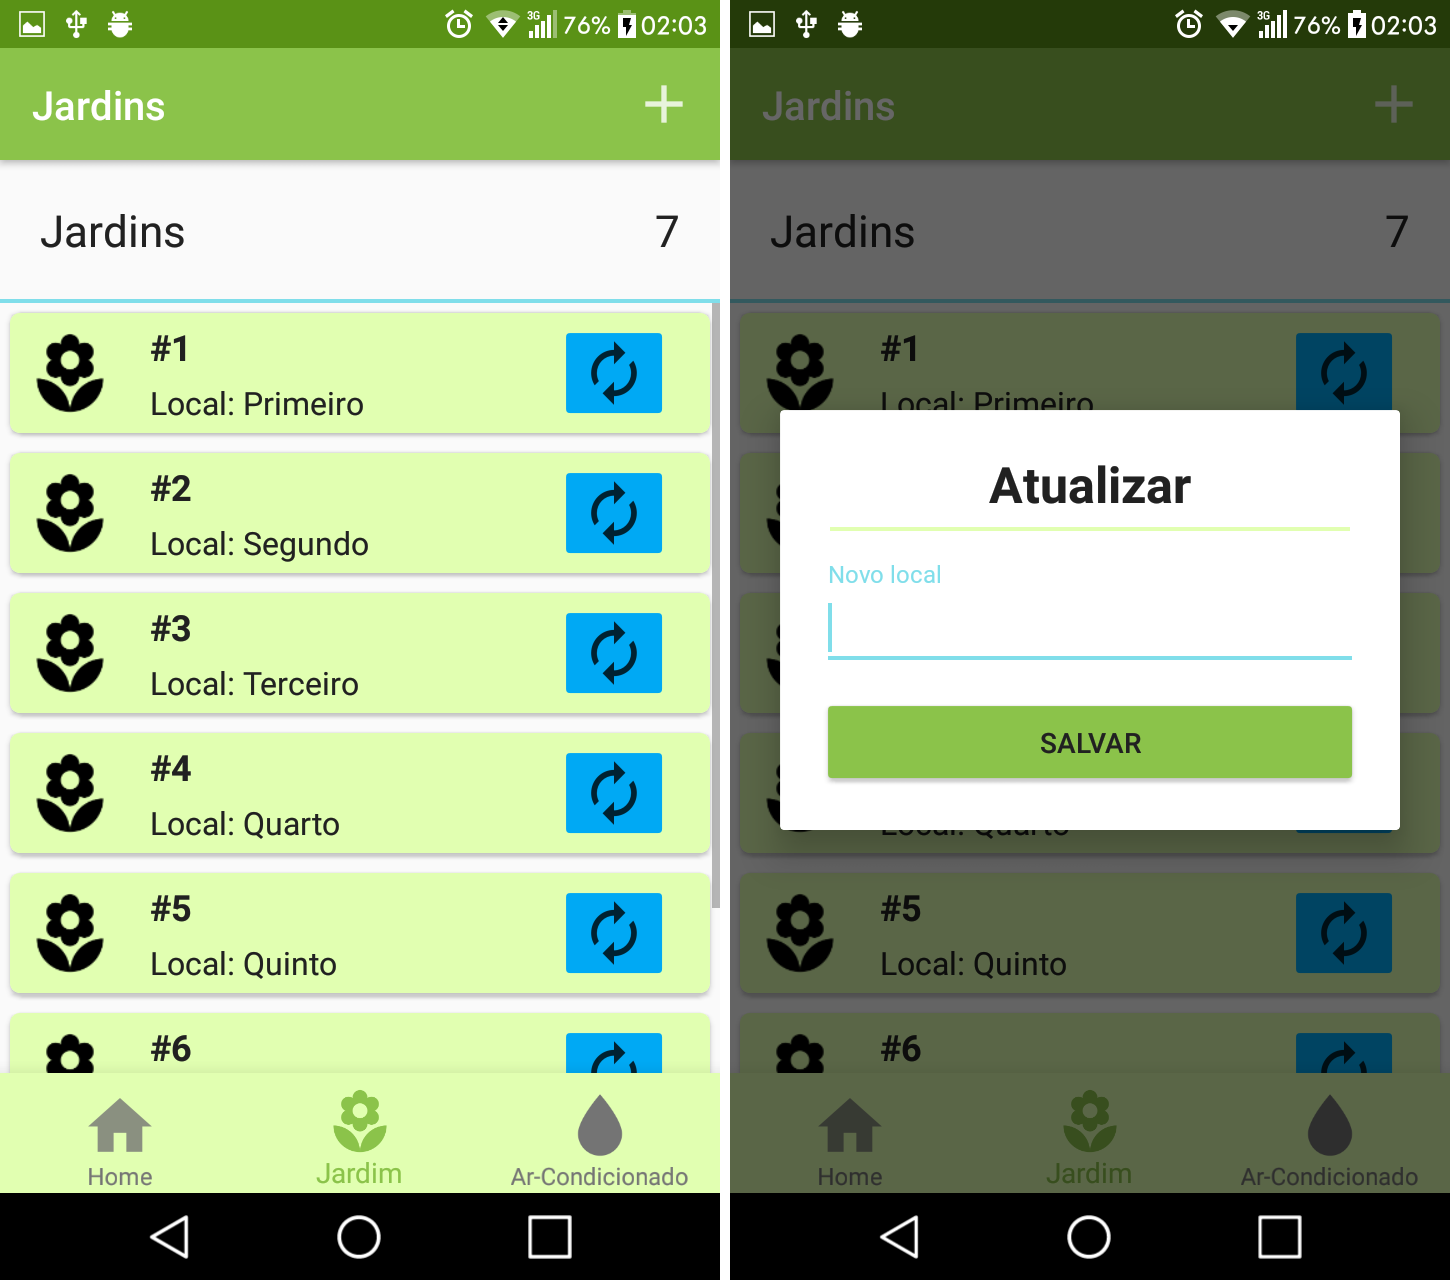 3G 76% 02:03
Jardins
Jardins 7
#1
Local: Primeiro
#2
Local: Segundo
#3
Local: Terceiro
#4
Local: Quarto
#5
Local: Quinto
#6
Home Jardim Ar-Condicionado
3G 76% 02:03
Jardins
Jardins 7
#1
Local: Primeiro
Atualizar
Novo local
SALVAR
Local: Quarto
#5
Local: Quinto
#6
Home Jardim Ar-Condicionado